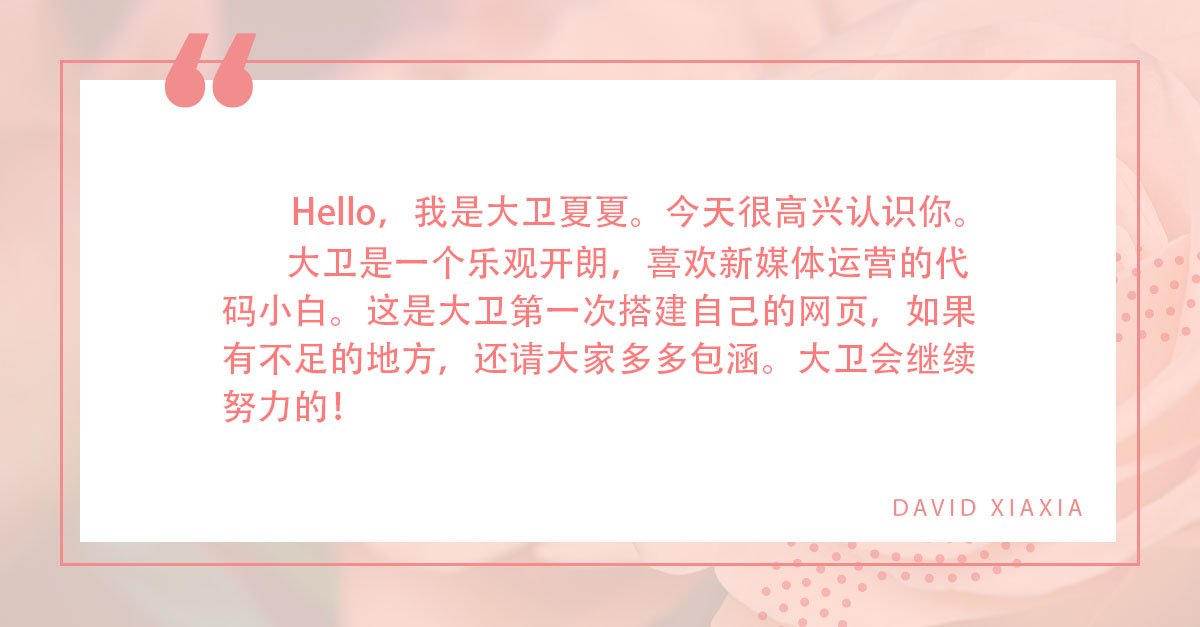 Hello，我是大卫夏夏。今天很高兴认识你。
大卫是一个乐观开朗，喜欢新媒体运营的代
码小白。这是大卫第一次搭建自己的网页，如果
有不足的地方，还请大家多多包涵。大卫会继续
努力的！
DAVID XIAXIA